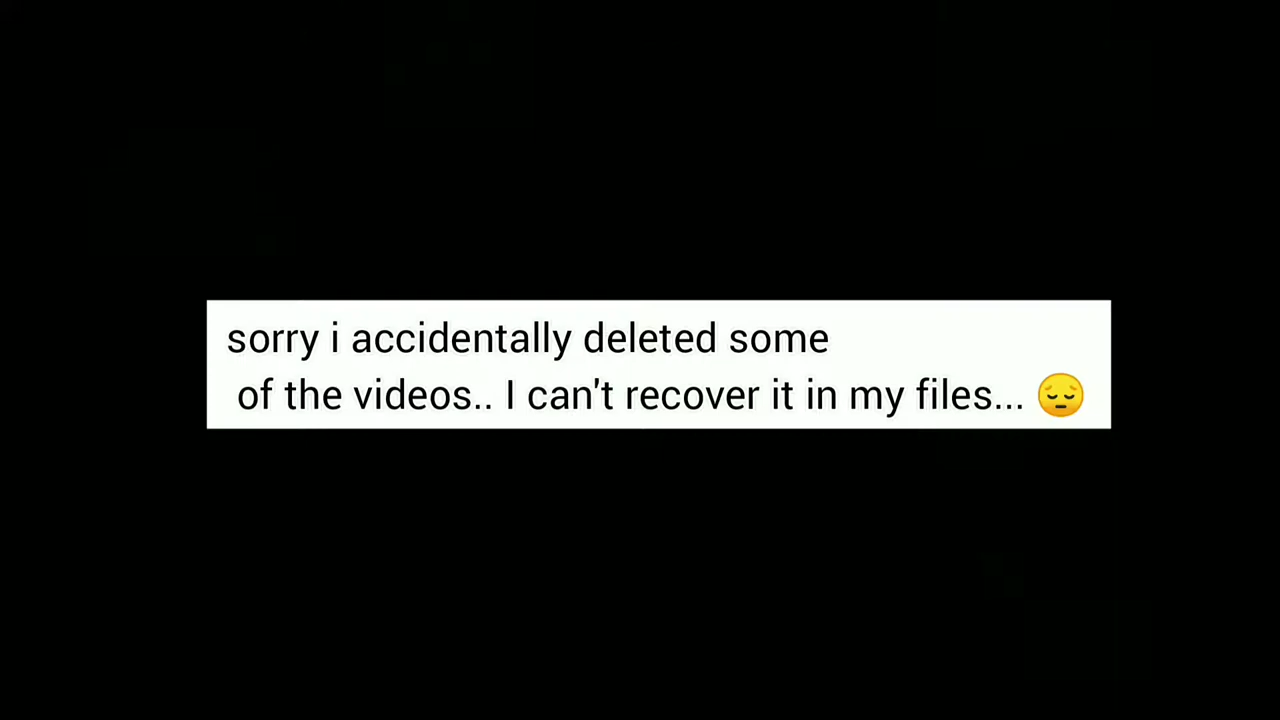 sorry i accidentally deleted some
of the videos.. I can't recover it in my files... 😔